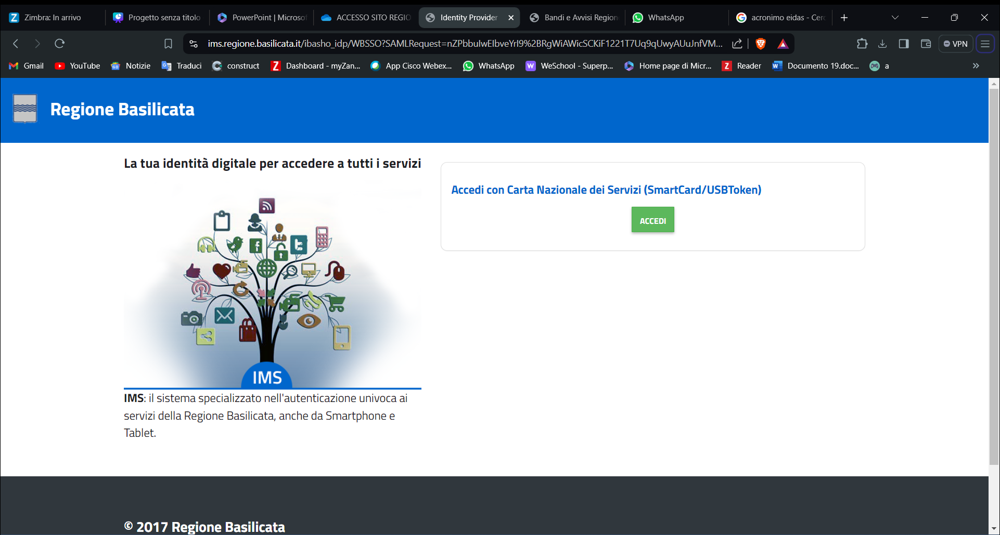 Zimbra: In arrivo
Progetto senza titolo
PowerPoint | Microsof
ACCESSO SITO REGIO
Identity Provider
Bandi e Avvisi Region
WhatsApp
acronimo eidas - Cerc
ims.regione.basilicata.it/ibasho_idp/WBSSO?SAMLRequest=nZPbbuIwEIbveYrI9%2BRgWiAWicSCKiF1221T7Uq9qUwyAUuJnfVM...
VPN
Gmail
YouTube
Notizie
Traduci
construct
Dashboard - myZan...
App Cisco Webex...
WhatsApp
WeSchool - Superp...
Home page di Micr...
Reader
Documento 19.doc...
a
Regione Basilicata
La tua identità digitale per accedere a tutti i servizi
Accedi con Carta Nazionale dei Servizi (SmartCard/USBToken)
ACCEDI
IMS
IMS: il sistema specializzato nell'autenticazione univoca ai
servizi della Regione Basilicata, anche da Smartphone e
Tablet.
© 2017 Regione Basilicata